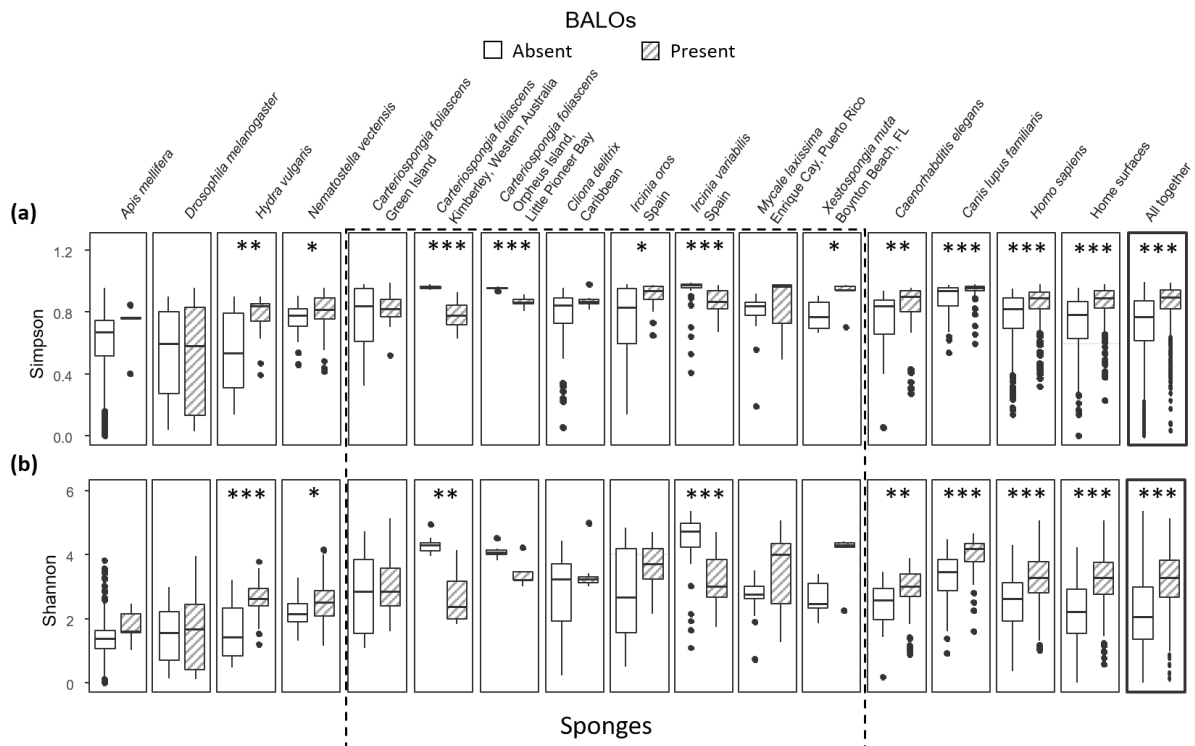 BALOs
Absent Present
Apis mellifera
Drosophila melanogaster
Hydra vulgaris
Nematostella vectensis
Carteriospongia foliascens
Green Island
Carteriospongia foliascens
Kimberley, Western Australia
Carteriospongia foliascens
Orpheus Island,
Little Pioneer Bay
Cliona delitrix
Caribbean
Ircinia oros
Spain
Ircinia variabilis
Spain
Mycale laxissima
Enrique Cay, Puerto Rico
Xestospongia muta
Boynton Beach, FL
Caenorhabditis elegans
Canis lupus familiaris
Homo sapiens
Home surfaces
All together
(a)
** * *** *** * *** * ** *** *** *** ***
Simpson
1.2
0.8
0.4
0.0
(b)
*** * ** *** ** *** *** *** ***
Shannon
6
4
2
0
Sponges